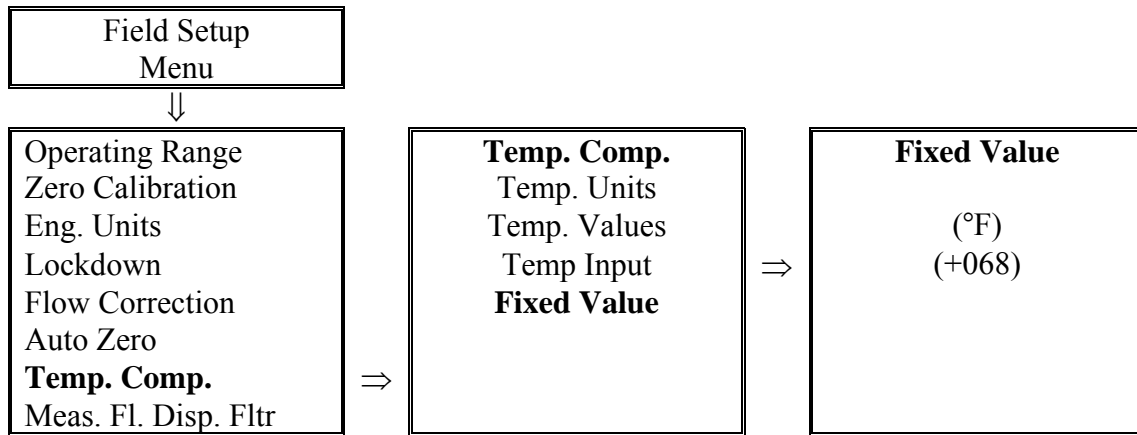 Field Setup
Menu
⇓
Operating Range
Zero Calibration
Eng. Units
Lockdown
Flow Correction
Auto Zero
Temp. Comp.
Meas. Fl. Disp. Fltr
⇒
Temp. Comp.
Temp. Units
Temp. Values
Temp Input
Fixed Value
⇒
Fixed Value
(°F)
(+068)